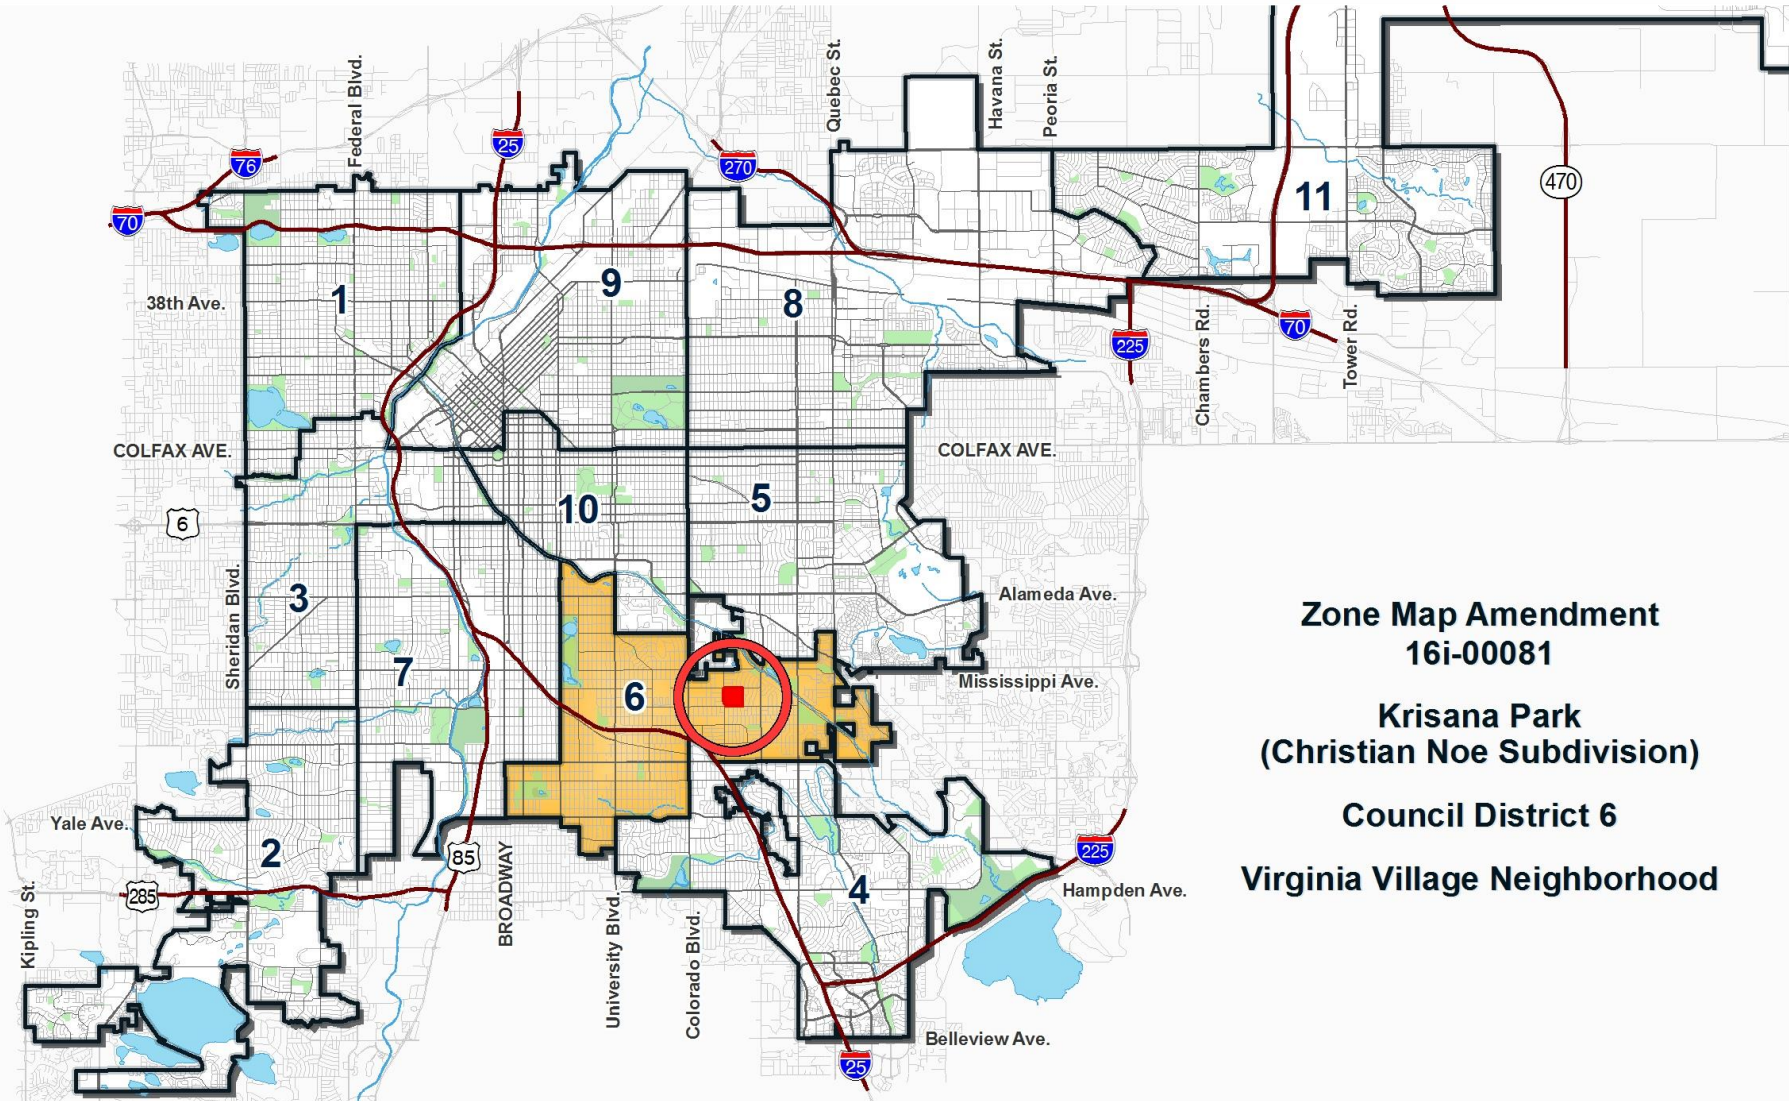 Federal Blvd.
Quebec St.
Havana St.
Peoria St.
76
25
270
470
70
11
9
1
8
38th Ave.
225
70
Chambers Rd.
Tower Rd.
COLFAX AVE.
COLFAX AVE.
6
10
5
3
Sheridan Blvd.
Alameda Ave.
7
6
Mississippi Ave.
Zone Map Amendment
16i-00081
Krisana Park
(Christian Noe Subdivision)
Council District 6
Virginia Village Neighborhood
Yale Ave.
2
85
BROADWAY
225
285
4
Hampden Ave.
Kipling St.
University Blvd.
Colorado Blvd.
Belleview Ave.
25